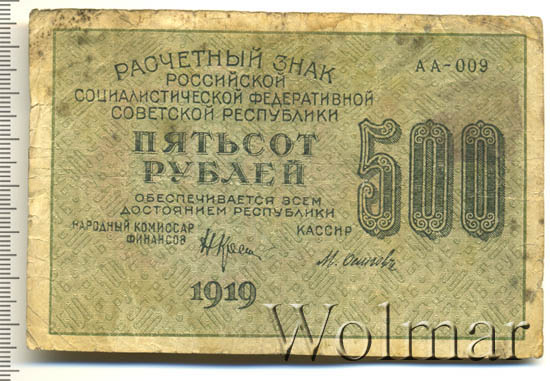 РАСЧЕТНЫЙ ЗНАК
АА-009
РОССИЙСКОЙ
СОЦИАЛИСТИЧЕСКОЙ ФЕДЕРАТИВНОЙ
СОВЕТСКОЙ РЕСПУБЛИКИ
ПЯТЬСОТ
РУБЛЕЙ
500
ОБЕСПЕЧИВАЕТСЯ ВСЕМ
ДОСТОЯНИЕМ РЕСПУБЛИКИ
НАРОДНЫЙ КОМИССАР
ФИНАНСОВ
КАССИР
1919
Wolmar